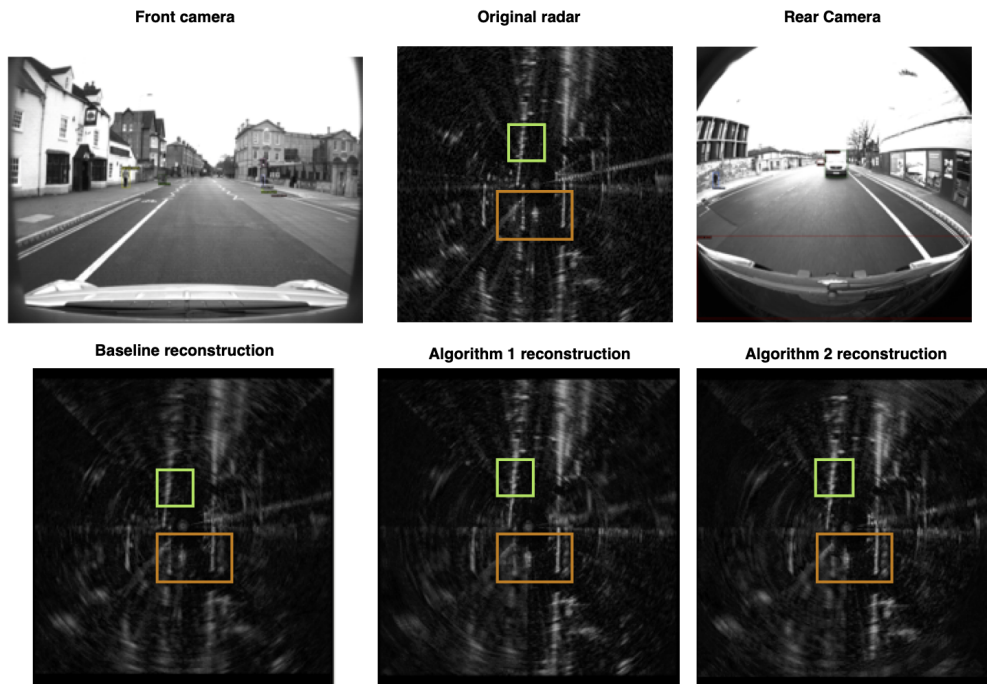 Front camera
Original radar
Rear Camera
Baseline reconstruction
Algorithm 1 reconstruction
Algorithm 2 reconstruction